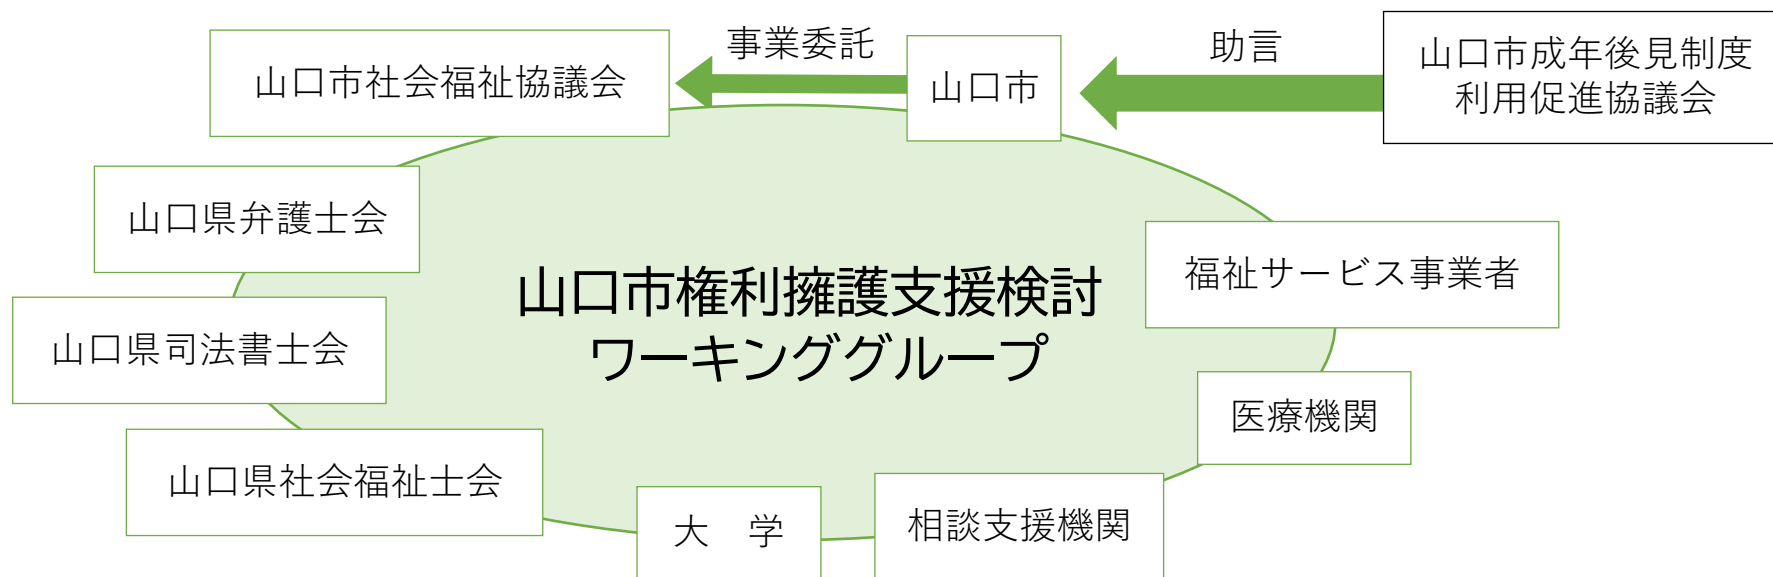 事業委託
助言
山口市社会福祉協議会
山口市
山口市成年後見制度
利用促進協議会
山口県弁護士会
福祉サービス事業者
山口市権利擁護支援検討
ワーキンググループ
山口県司法書士会
医療機関
山口県社会福祉士会
大　学
相談支援機関